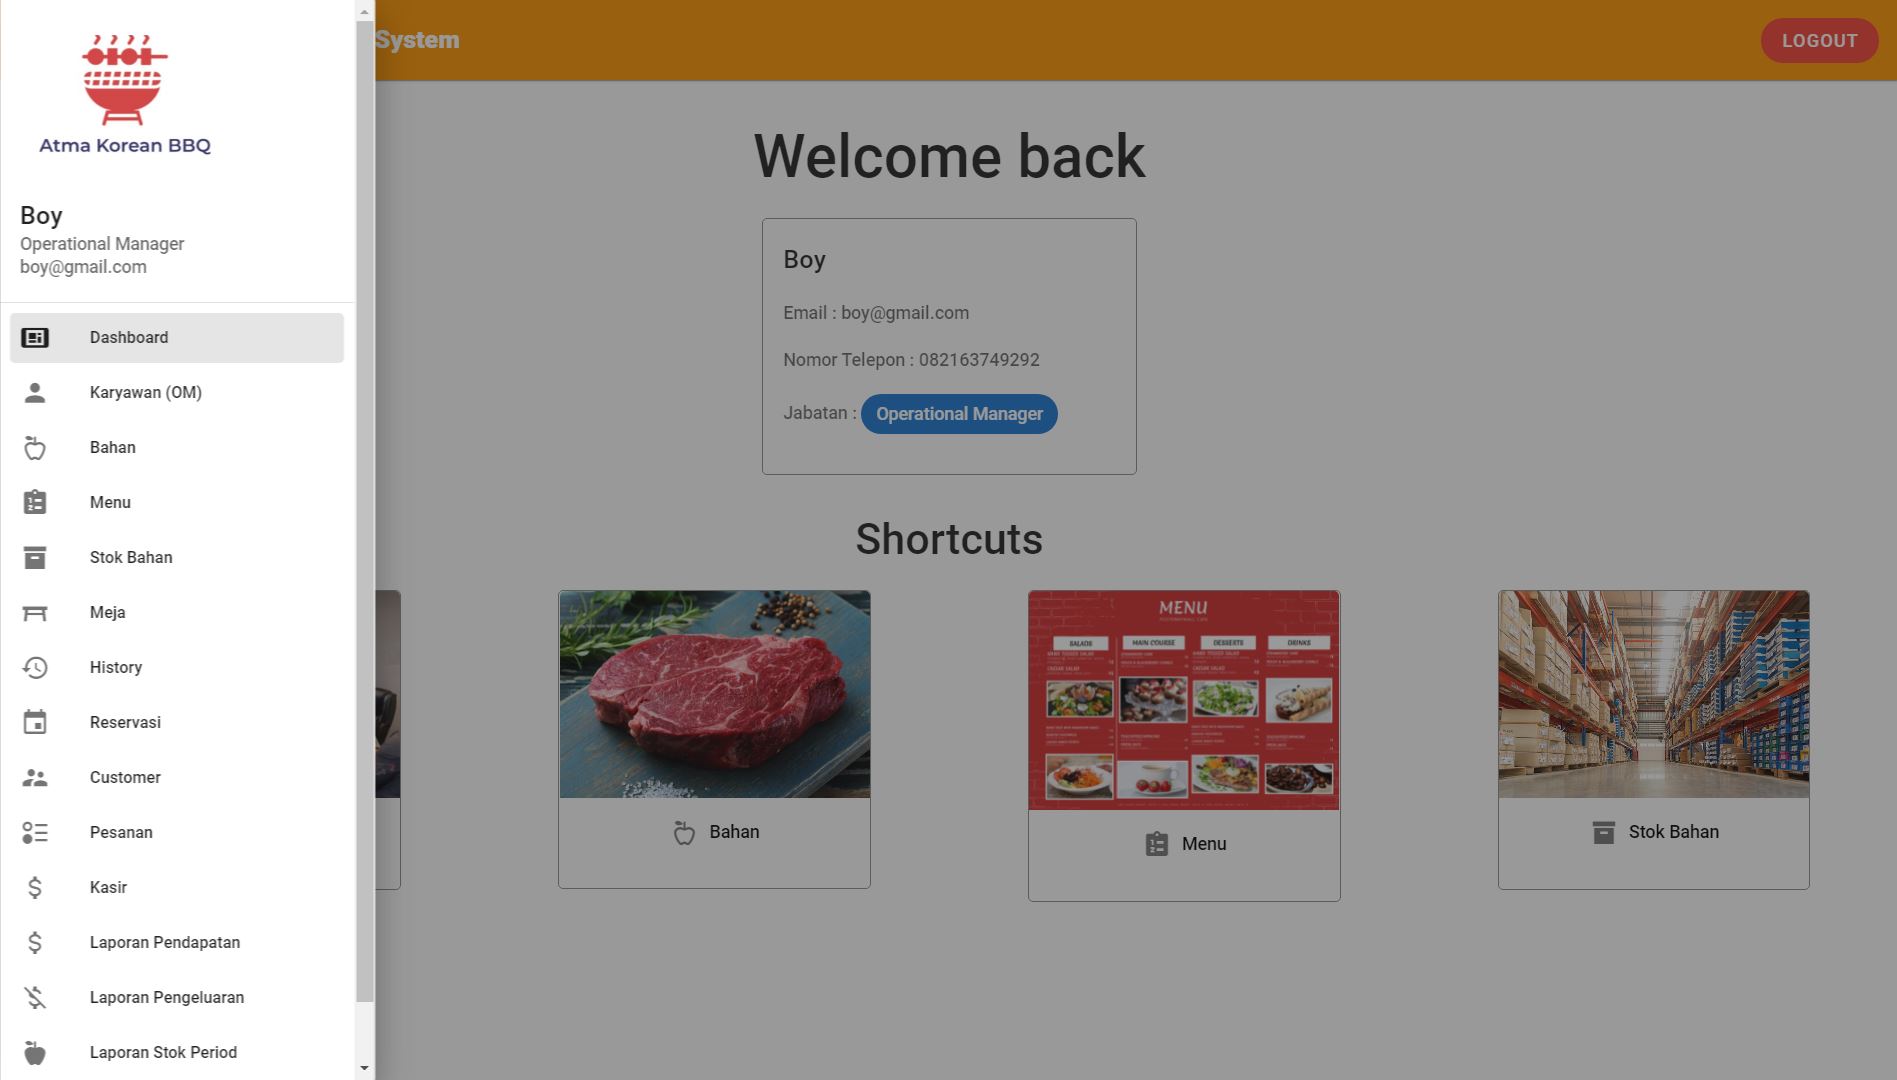 Atma Korean BBQ
Boy
Operational Manager
boy@gmail.com
Dashboard
Karyawan (OM)
Bahan
Menu
Stok Bahan
Meja
History
Reservasi
Customer
Pesanan
Kasir
Laporan Pendapatan
Laporan Pengeluaran
Laporan Stok Period
System
LOGOUT
Welcome back
Boy
Email : boy@gmail.com
Nomor Telepon : 082163749292
Jabatan : Operational Manager
Shortcuts
MENU
SALADS MAIN COURSE DESSERTS DRINKS
Bahan
Menu
Stok Bahan